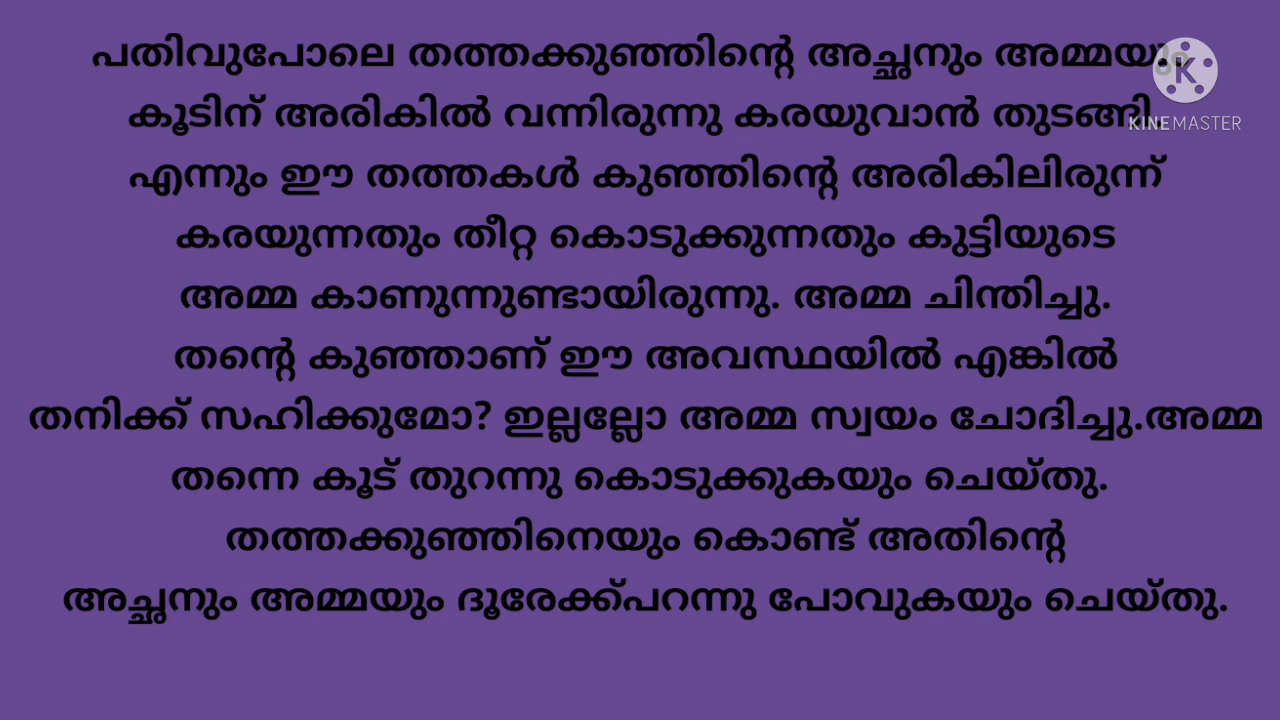 പതിവുപോലെ തത്തക്കുഞ്ഞിന്റെ അച്ഛനും അമ്മയും
കൂടിന് അരികിൽ വന്നിരുന്നു കരയുവാൻ തുടങ്ങി.
എന്നും ഈ തത്തകൾ കുഞ്ഞിന്റെ അരികിലിരുന്ന്
കരയുന്നതും തീറ്റ കൊടുക്കുന്നതും കുട്ടിയുടെ
അമ്മ കാണുന്നുണ്ടായിരുന്നു. അമ്മ ചിന്തിച്ചു.
തന്റെ കുഞ്ഞാണ് ഈ അവസ്ഥയിൽ എങ്കിൽ
തനിക്ക് സഹിക്കുമോ? ഇല്ലല്ലോ അമ്മ സ്വയം ചോദിച്ചു.അമ്മ
തന്നെ കൂട് തുറന്നു കൊടുക്കുകയും ചെയ്തു.
തത്തക്കുഞ്ഞിനെയും കൊണ്ട് അതിന്റെ
അച്ഛനും അമ്മയും ദൂരേക്ക്പറന്നു പോവുകയും ചെയ്തു.
K
KINEMASTER